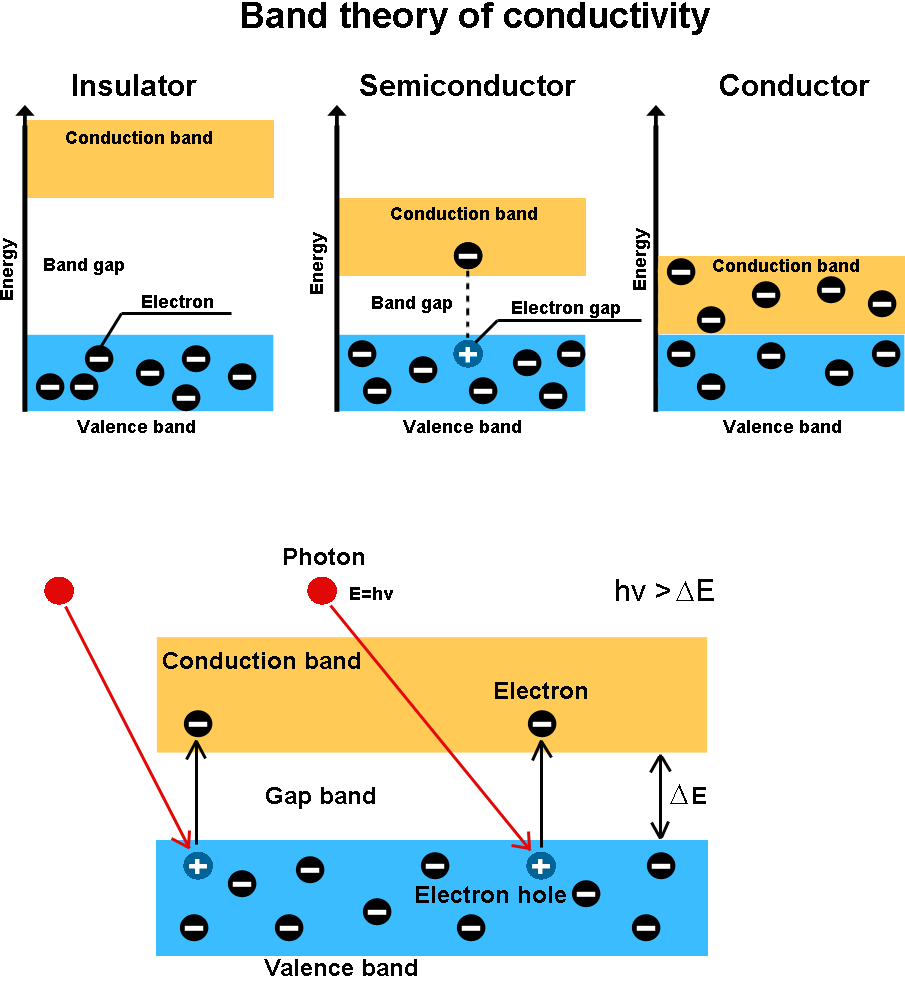 Band theory of conductivity
Insulator
Semiconductor
Conductor
Energy
Conduction band
Band gap
Electron
Valence band
Energy
Conduction band
Band gap
Electron gap
Valence band
Energy
Conduction band
Valence band
Photon
E=hv
hv > ΔE
Conduction band
Electron
Gap band
ΔE
Electron hole
Valence band